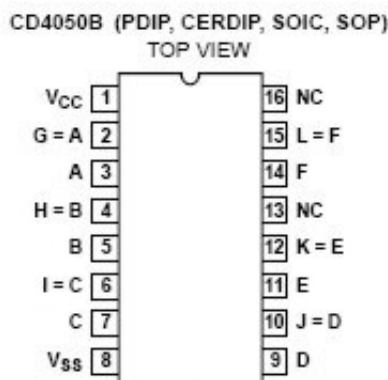 CD4050B (PDIP, CERDIP, SOIC, SOP)
TOP VIEW
VCC 1 16 NC
G = A 2 15 L = F
A 3 14 F
H = B 4 13 NC
B 5 12 K = E
I = C 6 11 E
C 7 10 J = D
VSS 8 9 D